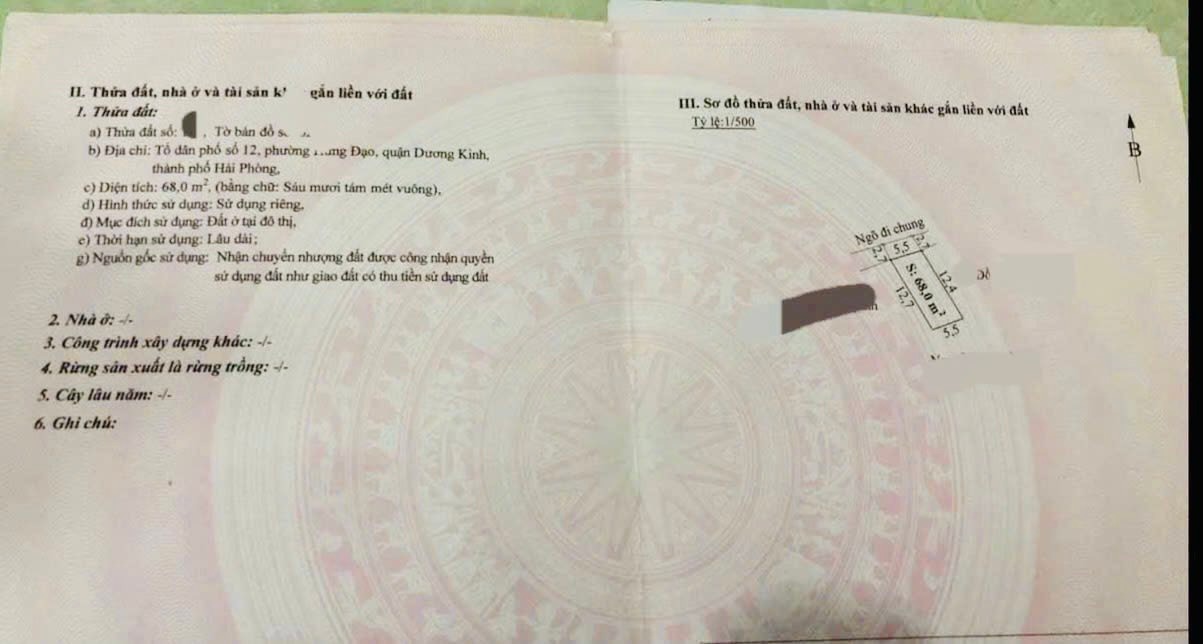 II. Thửa đất, nhà ở và tài sản k gắn liền với đất
1. Thửa đất:
a) Thửa đất số: , Tờ bản đồ s
b) Địa chỉ: Tổ dân phố số 12, phường Đạo, quận Dương Kinh,
thành phố Hải Phòng,
c) Diện tích: 68,0 m², (bằng chữ: Sáu mươi tám mét vuông),
d) Hình thức sử dụng: Sử dụng riêng,
đ) Mục đích sử dụng: Đất ở tại đô thị,
e) Thời hạn sử dụng: Lâu dài;
g) Nguồn gốc sử dụng: Nhận chuyển nhượng đất được công nhận quyền
sử dụng đất như giao đất có thu tiền sử dụng đất
2. Nhà ở: -/-
3. Công trình xây dựng khác: -/-
4. Rừng sản xuất là rừng trồng: -/-
5. Cây lâu năm: -/-
6. Ghi chú:
III. Sơ đồ thửa đất, nhà ở và tài sản khác gắn liền với đất
Tỷ lệ:1/500
B
Ngõ đi chung
2,7
5,5
2,7
S: 68,0 m²
12,4
12,7
5,5